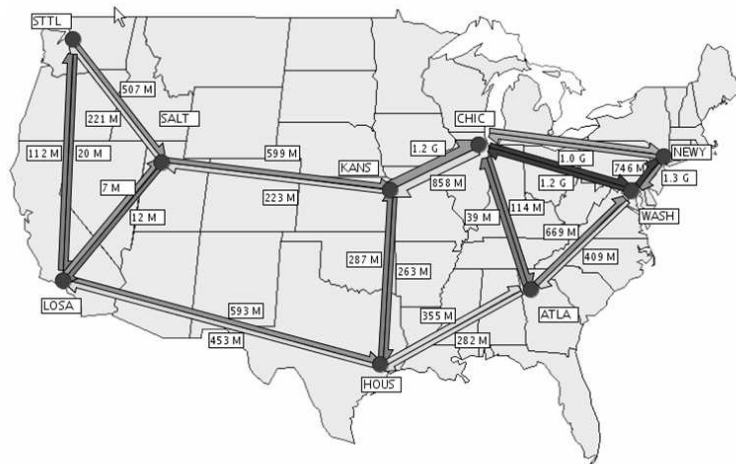 STTL
507 M
221 M
SALT
CHIC
112 M
20 M
599 M
KANS
1.2 G
1.0 G
NEWY
746 M
7 M
858 M
1.2 G
1.3 G
223 M
12 M
39 M
114 M
WASH
669 M
287 M
263 M
409 M
LOSA
593 M
355 M
ATLA
453 M
282 M
HOUS